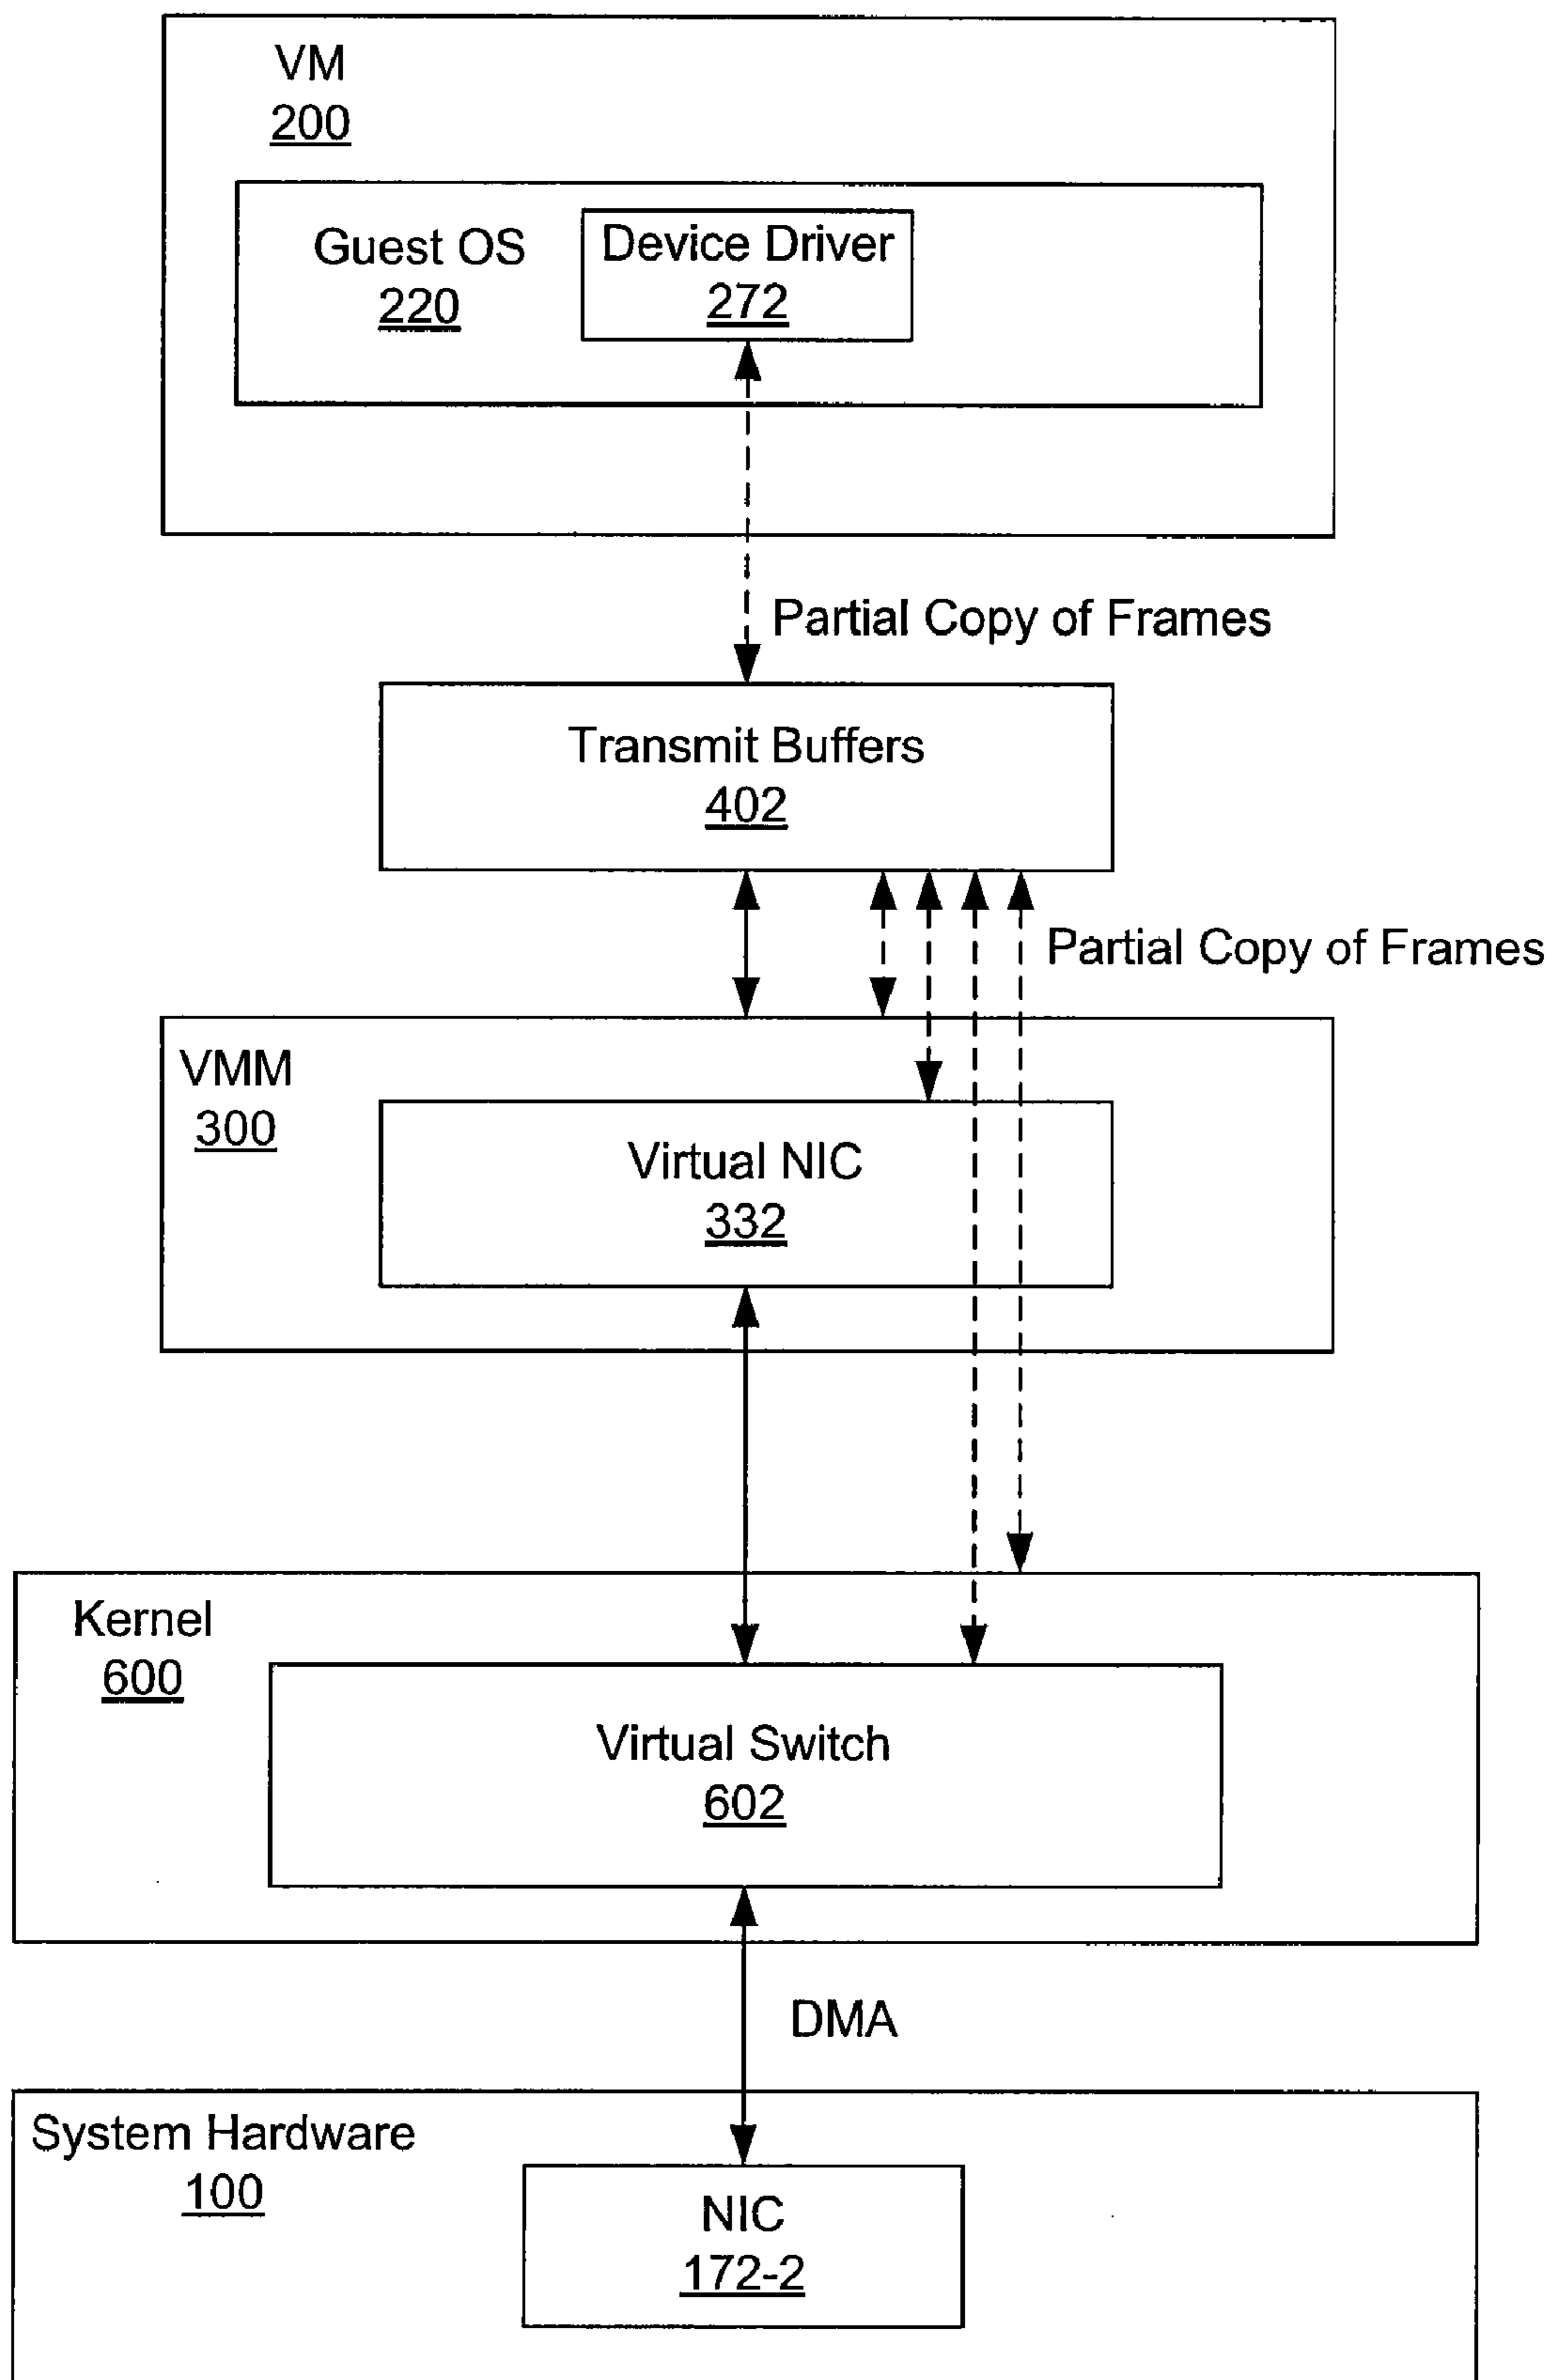 VM
200
Guest OS
220
Device Driver
272
Partial Copy of Frames
Transmit Buffers
402
Partial Copy of Frames
VMM
300
Virtual NIC
332
Kernel
600
Virtual Switch
602
DMA
System Hardware
100
NIC
172-2